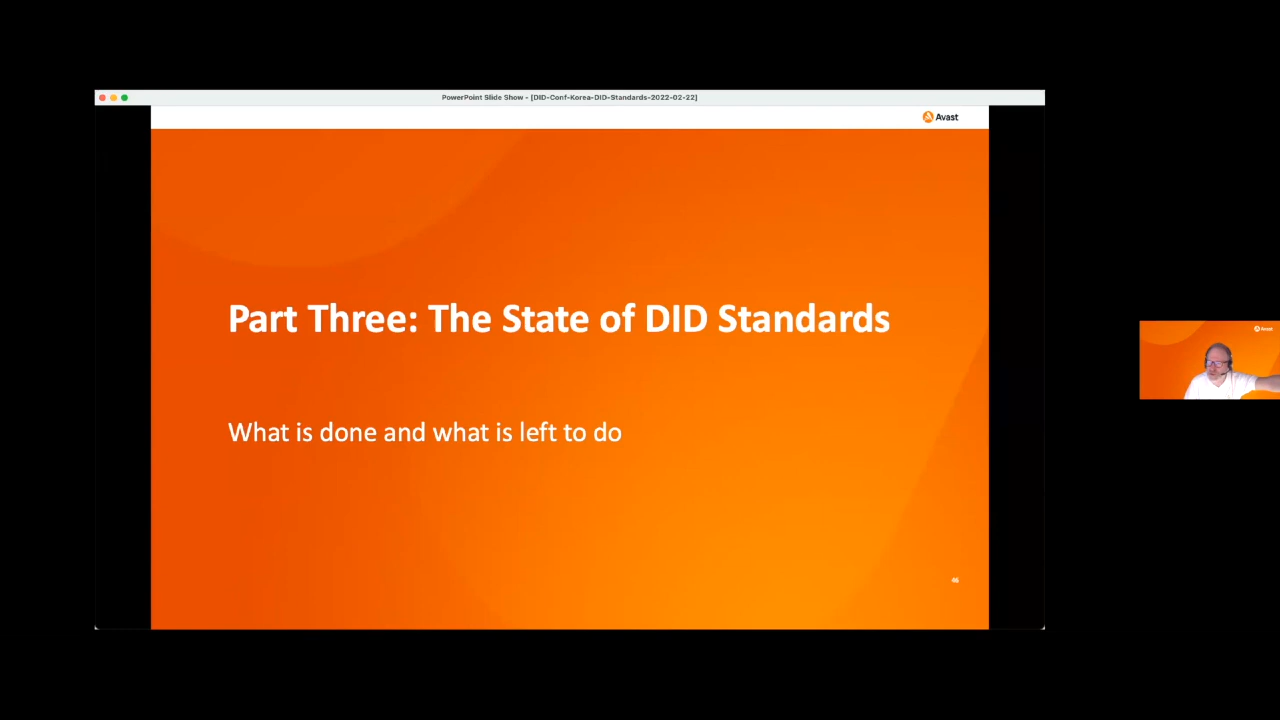 PowerPoint Slide Show - [DID-Conf-Korea-DID-Standards-2022-02-22]
Avast
Part Three: The State of DID Standards
What is done and what is left to do
46
Avast